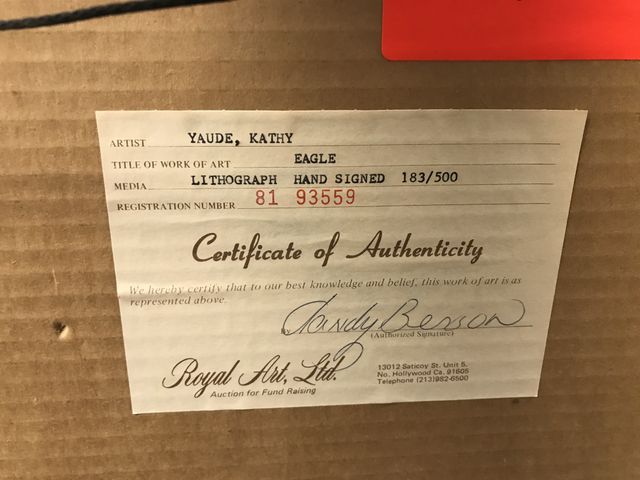 ARTIST YAUDE, KATHY
TITLE OF WORK OF ART EAGLE
MEDIA LITHOGRAPH HAND SIGNED 183/500
REGISTRATION NUMBER 81 93559
Certificate of Authenticity
We hereby certify that to our best knowledge and belief, this work of art is as
represented above.
By Candy Benson
(Authorized Signature)
Royal Art, Ltd.
Auction for Fund Raising
13012 Saticoy St. Unit 5,
No. Hollywood Ca. 91605
Telephone (213)982-6500